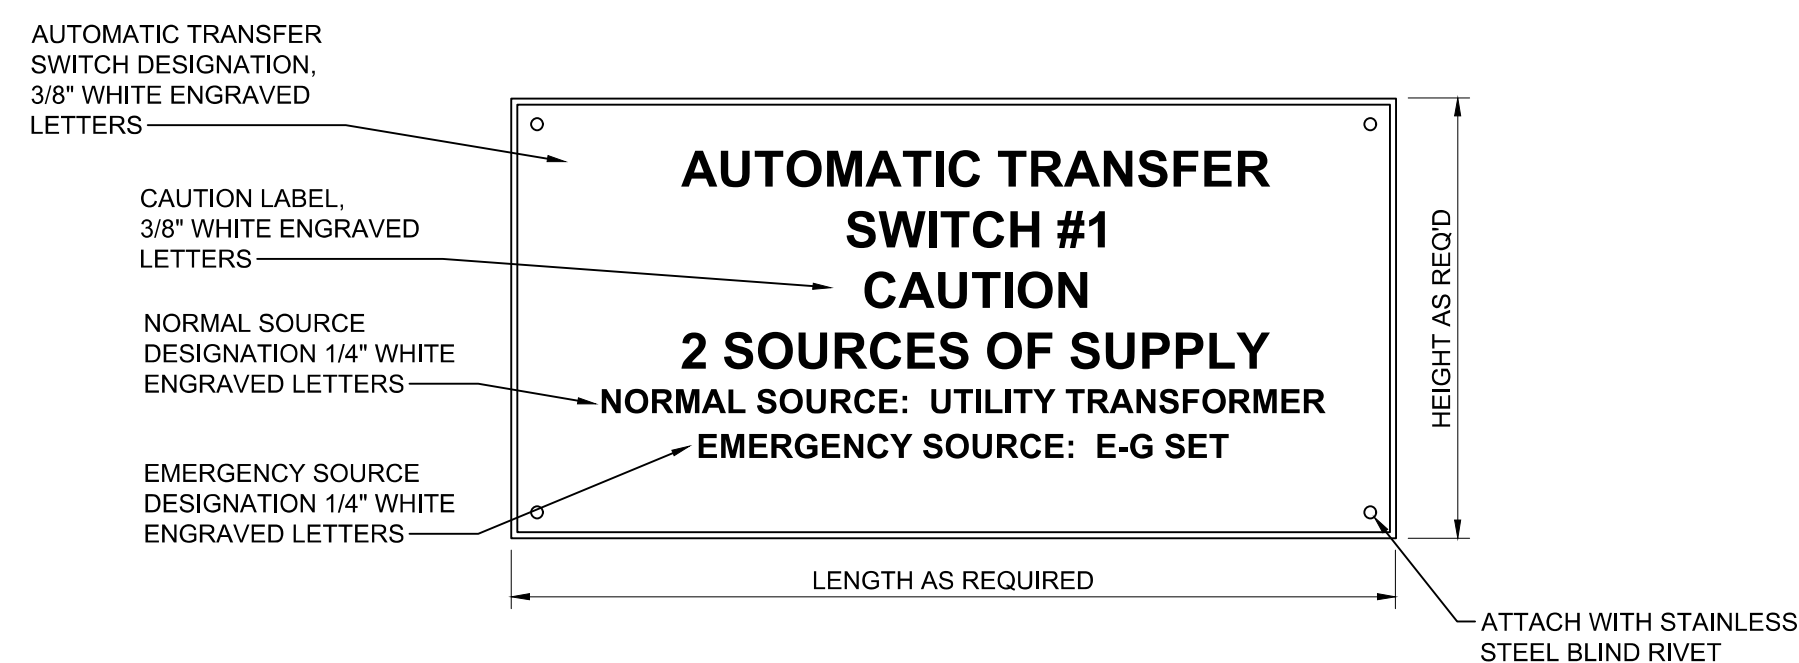 AUTOMATIC TRANSFER
SWITCH DESIGNATION,
3/8" WHITE ENGRAVED
LETTERS
CAUTION LABEL,
3/8" WHITE ENGRAVED
LETTERS
NORMAL SOURCE
DESIGNATION 1/4" WHITE
ENGRAVED LETTERS
EMERGENCY SOURCE
DESIGNATION 1/4" WHITE
ENGRAVED LETTERS
AUTOMATIC TRANSFER
SWITCH #1
CAUTION
2 SOURCES OF SUPPLY
NORMAL SOURCE: UTILITY TRANSFORMER
EMERGENCY SOURCE: E-G SET
HEIGHT AS REQ'D
LENGTH AS REQUIRED
ATTACH WITH STAINLESS
STEEL BLIND RIVET